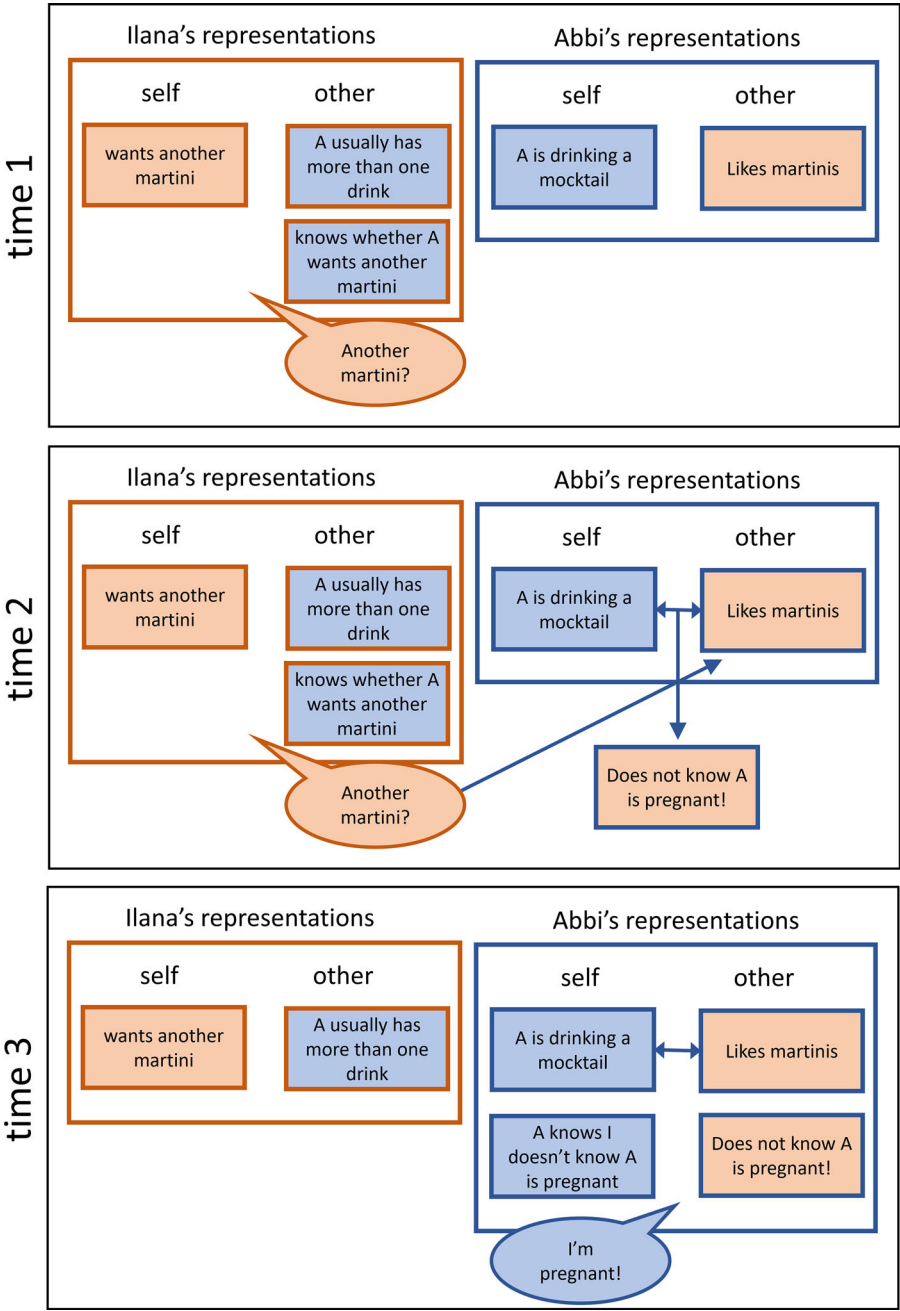 time 1
Ilana's representations
Abbi's representations
self
other
self
other
wants another
martini
A usually has
more than one
drink
knows whether A
wants another
martini
A is drinking a
mocktail
Likes martinis
Another
martini?
time 2
Ilana's representations
Abbi's representations
self
other
self
other
wants another
martini
A usually has
more than one
drink
knows whether A
wants another
martini
A is drinking a
mocktail
Likes martinis
Another
martini?
Does not know A
is pregnant!
time 3
Ilana's representations
Abbi's representations
self
other
self
other
wants another
martini
A usually has
more than one
drink
A is drinking a
mocktail
Likes martinis
A knows I
doesn't know A
is pregnant
Does not know A
is pregnant!
I'm
pregnant!